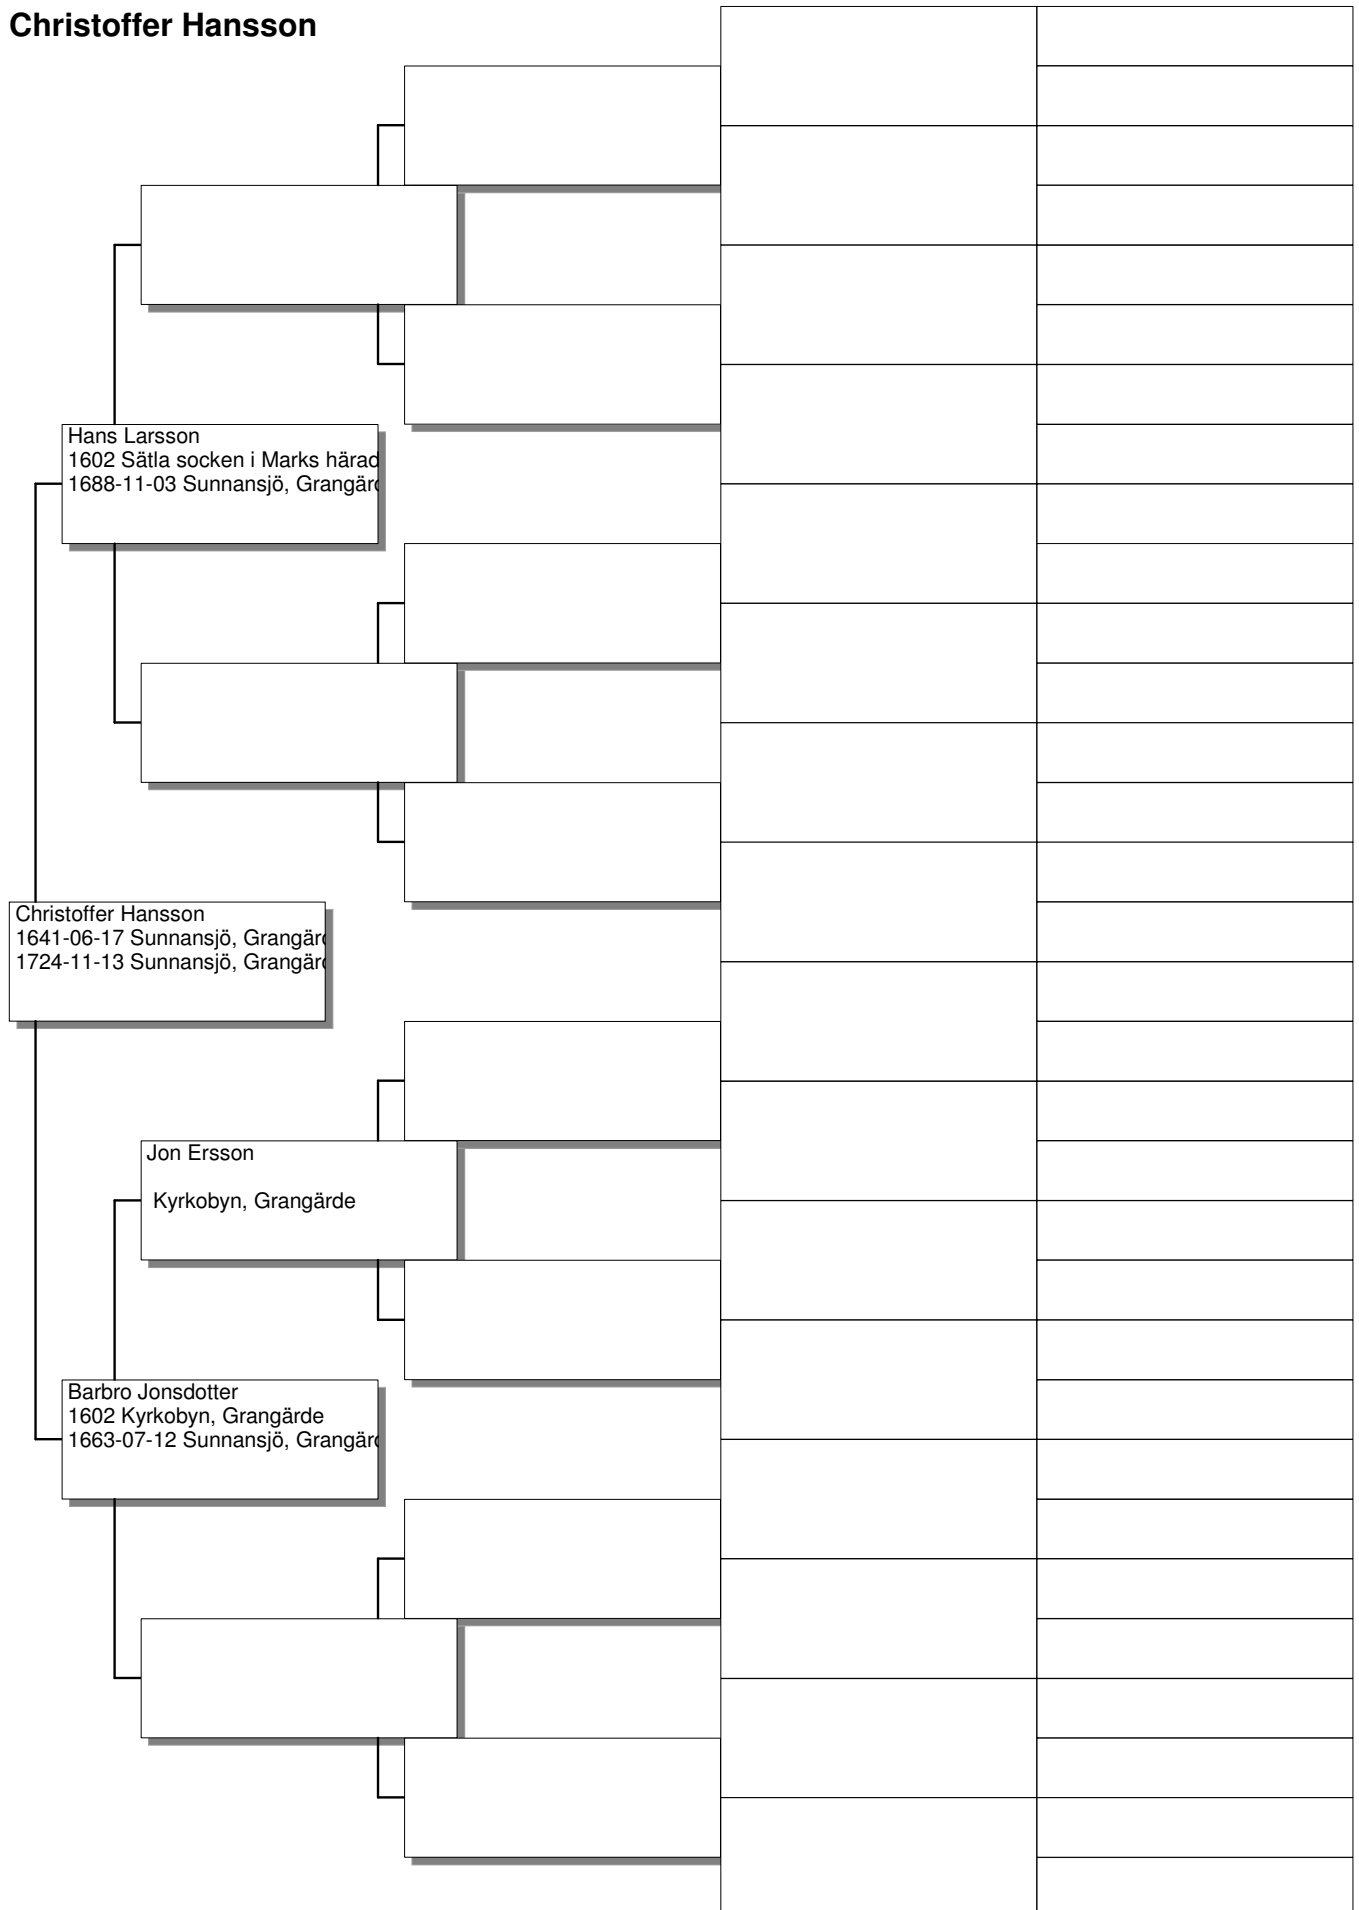 Christoffer Hansson
Hans Larsson
1602 Sätla socken i Marks härad
1688-11-03 Sunnansjö, Grangärd
Christoffer Hansson
1641-06-17 Sunnansjö, Grangärd
1724-11-13 Sunnansjö, Grangärd
Jon Ersson
Kyrkobyn, Grangärde
Barbro Jonsdotter
1602 Kyrkobyn, Grangärde
1663-07-12 Sunnansjö, Grangärd